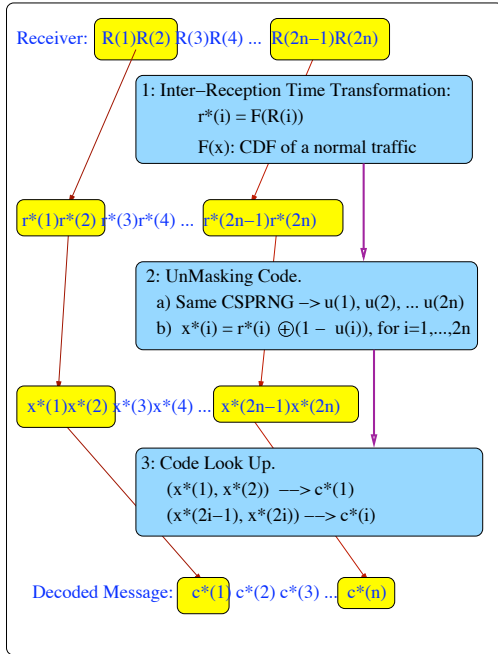 Receiver: R(1)R(2) R(3)R(4) ... R(2n−1)R(2n)
1: Inter−Reception Time Transformation:
r*(i) = F(R(i))
F(x): CDF of a normal traffic
r*(1)r*(2) r*(3)r*(4) ... r*(2n−1)r*(2n)
2: UnMasking Code.
a) Same CSPRNG −> u(1), u(2), ... u(2n)
b) x*(i) = r*(i) ⊕(1 − u(i)), for i=1,...,2n
x*(1)x*(2) x*(3)x*(4) ... x*(2n−1)x*(2n)
3: Code Look Up.
(x*(1), x*(2)) −−> c*(1)
(x*(2i−1), x*(2i)) −−> c*(i)
Decoded Message: c*(1) c*(2) c*(3) ... c*(n)